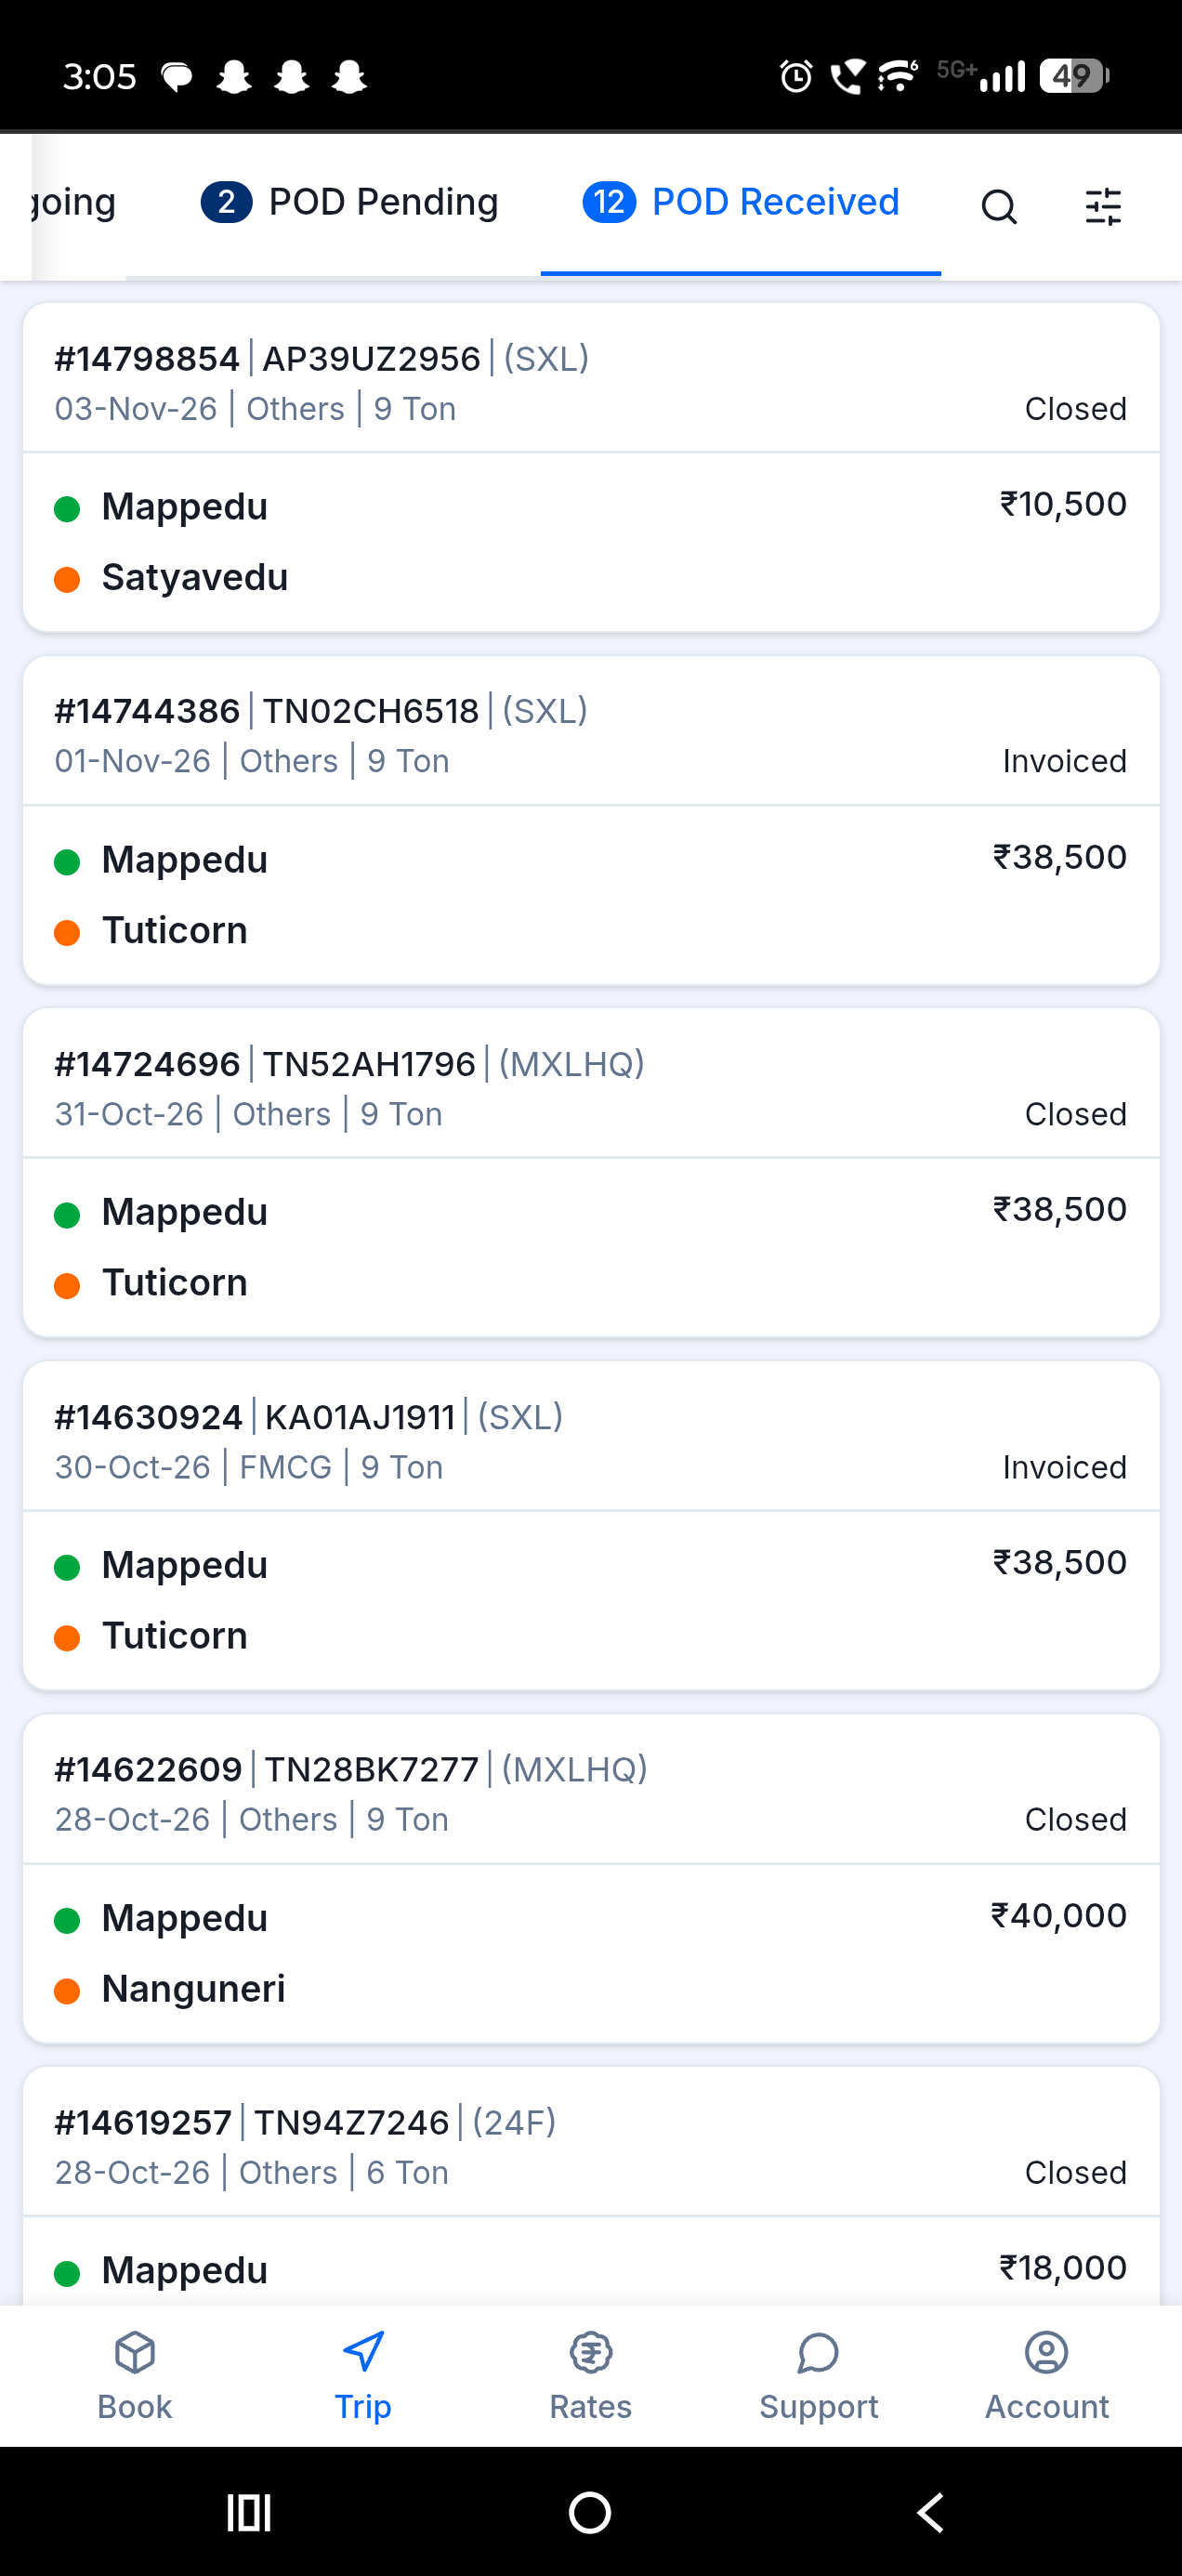 3:05 5G+ 49
going 2 POD Pending 12 POD Received
#14798854 | AP39UZ2956 | (SXL)
03-Nov-26 | Others | 9 Ton Closed
Mappedu ₹10,500
Satyavedu
#14744386 | TN02CH6518 | (SXL)
01-Nov-26 | Others | 9 Ton Invoiced
Mappedu ₹38,500
Tuticorn
#14724696 | TN52AH1796 | (MXLHQ)
31-Oct-26 | Others | 9 Ton Closed
Mappedu ₹38,500
Tuticorn
#14630924 | KA01AJ1911 | (SXL)
30-Oct-26 | FMCG | 9 Ton Invoiced
Mappedu ₹38,500
Tuticorn
#14622609 | TN28BK7277 | (MXLHQ)
28-Oct-26 | Others | 9 Ton Closed
Mappedu ₹40,000
Nanguneri
#14619257 | TN94Z7246 | (24F)
28-Oct-26 | Others | 6 Ton Closed
Mappedu ₹18,000
Book Trip Rates Support Account